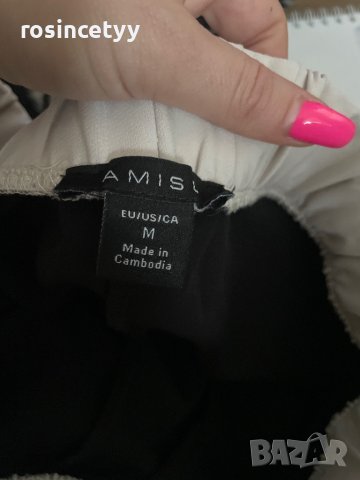 rosincetyy
AMISU
EU/US/CA
M
Made in
Cambodia
BAZAR